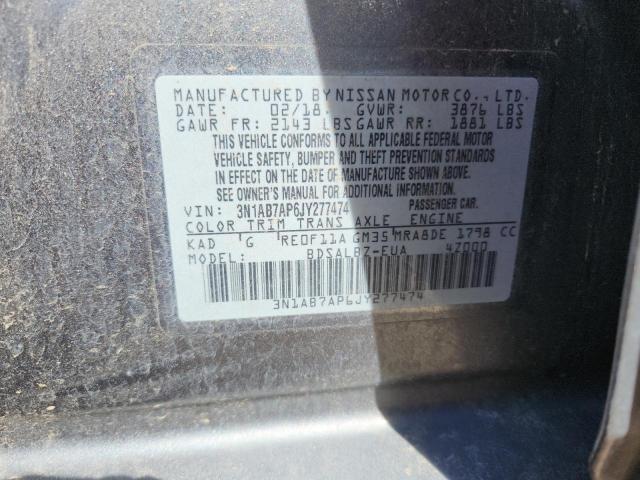 MANUFACTURED BY NISSAN MOTOR CO., LTD.
DATE: 02/18. GVWR: 3876 LBS
GAWR FR: 2143 LBS GAWR RR: 1881 LBS
THIS VEHICLE CONFORMS TO ALL APPLICABLE FEDERAL MOTOR
VEHICLE SAFETY, BUMPER AND THEFT PREVENTION STANDARDS
IN EFFECT ON THE DATE OF MANUFACTURE SHOWN ABOVE.
SEE OWNER'S MANUAL FOR ADDITIONAL INFORMATION.
VIN: 3N1AB7AP6JY277474 PASSENGER CAR.
COLOR TRIM TRANS AXLE ENGINE
KAD G RE0F11A GM35 MRA8DE 1798 CC
MODEL: BDSALBZ-EUA 4Z000
3N1AB7AP6JY277474